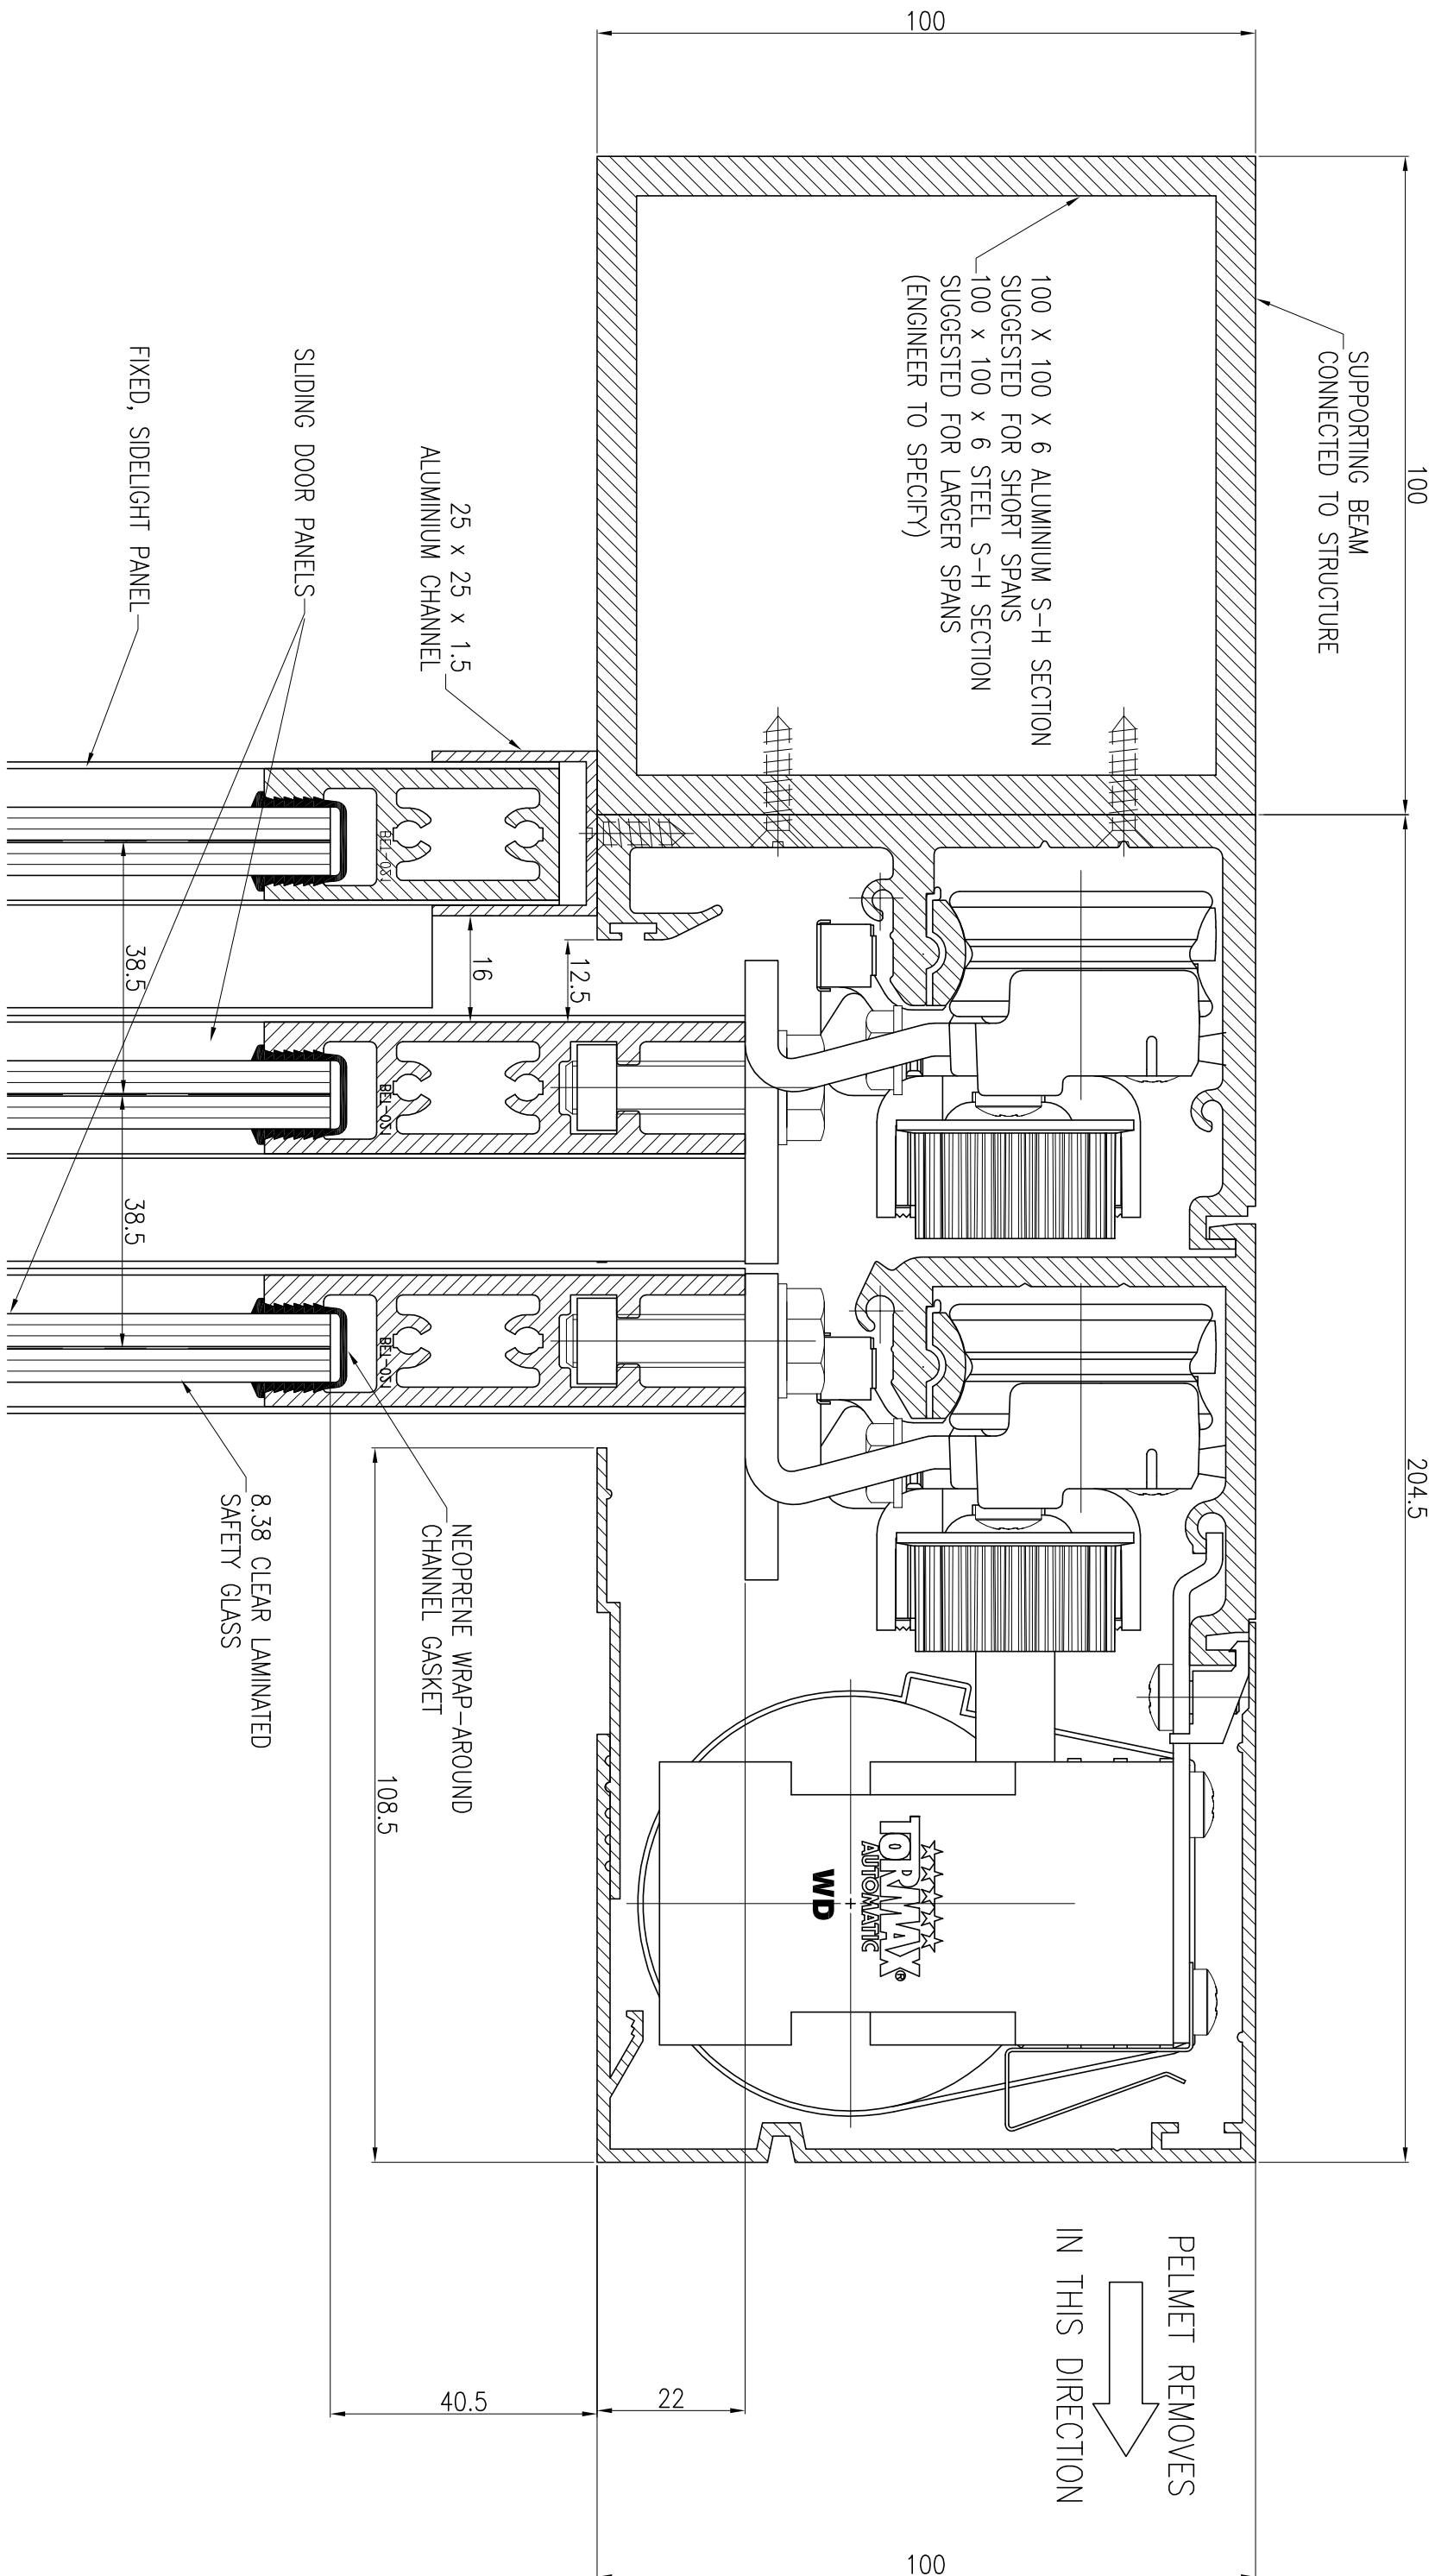 100
204.5
SUPPORTING BEAM
CONNECTED TO STRUCTURE
100
100 X 100 X 6 ALUMINIUM S-H SECTION
SUGGESTED FOR SHORT SPANS
100 x 100 x 6 STEEL S-H SECTION
SUGGESTED FOR LARGER SPANS
(ENGINEER TO SPECIFY)
PELMET REMOVES
IN THIS DIRECTION
TORMAX®
AUTOMATIC
WD
100
22
40.5
12.5
16
25 x 25 x 1.5
ALUMINIUM CHANNEL
NEOPRENE WRAP-AROUND
CHANNEL GASKET
108.5
BEL-031
BEL-031
BEL-031
SLIDING DOOR PANELS
8.38 CLEAR LAMINATED
SAFETY GLASS
FIXED, SIDELIGHT PANEL
38.5
38.5